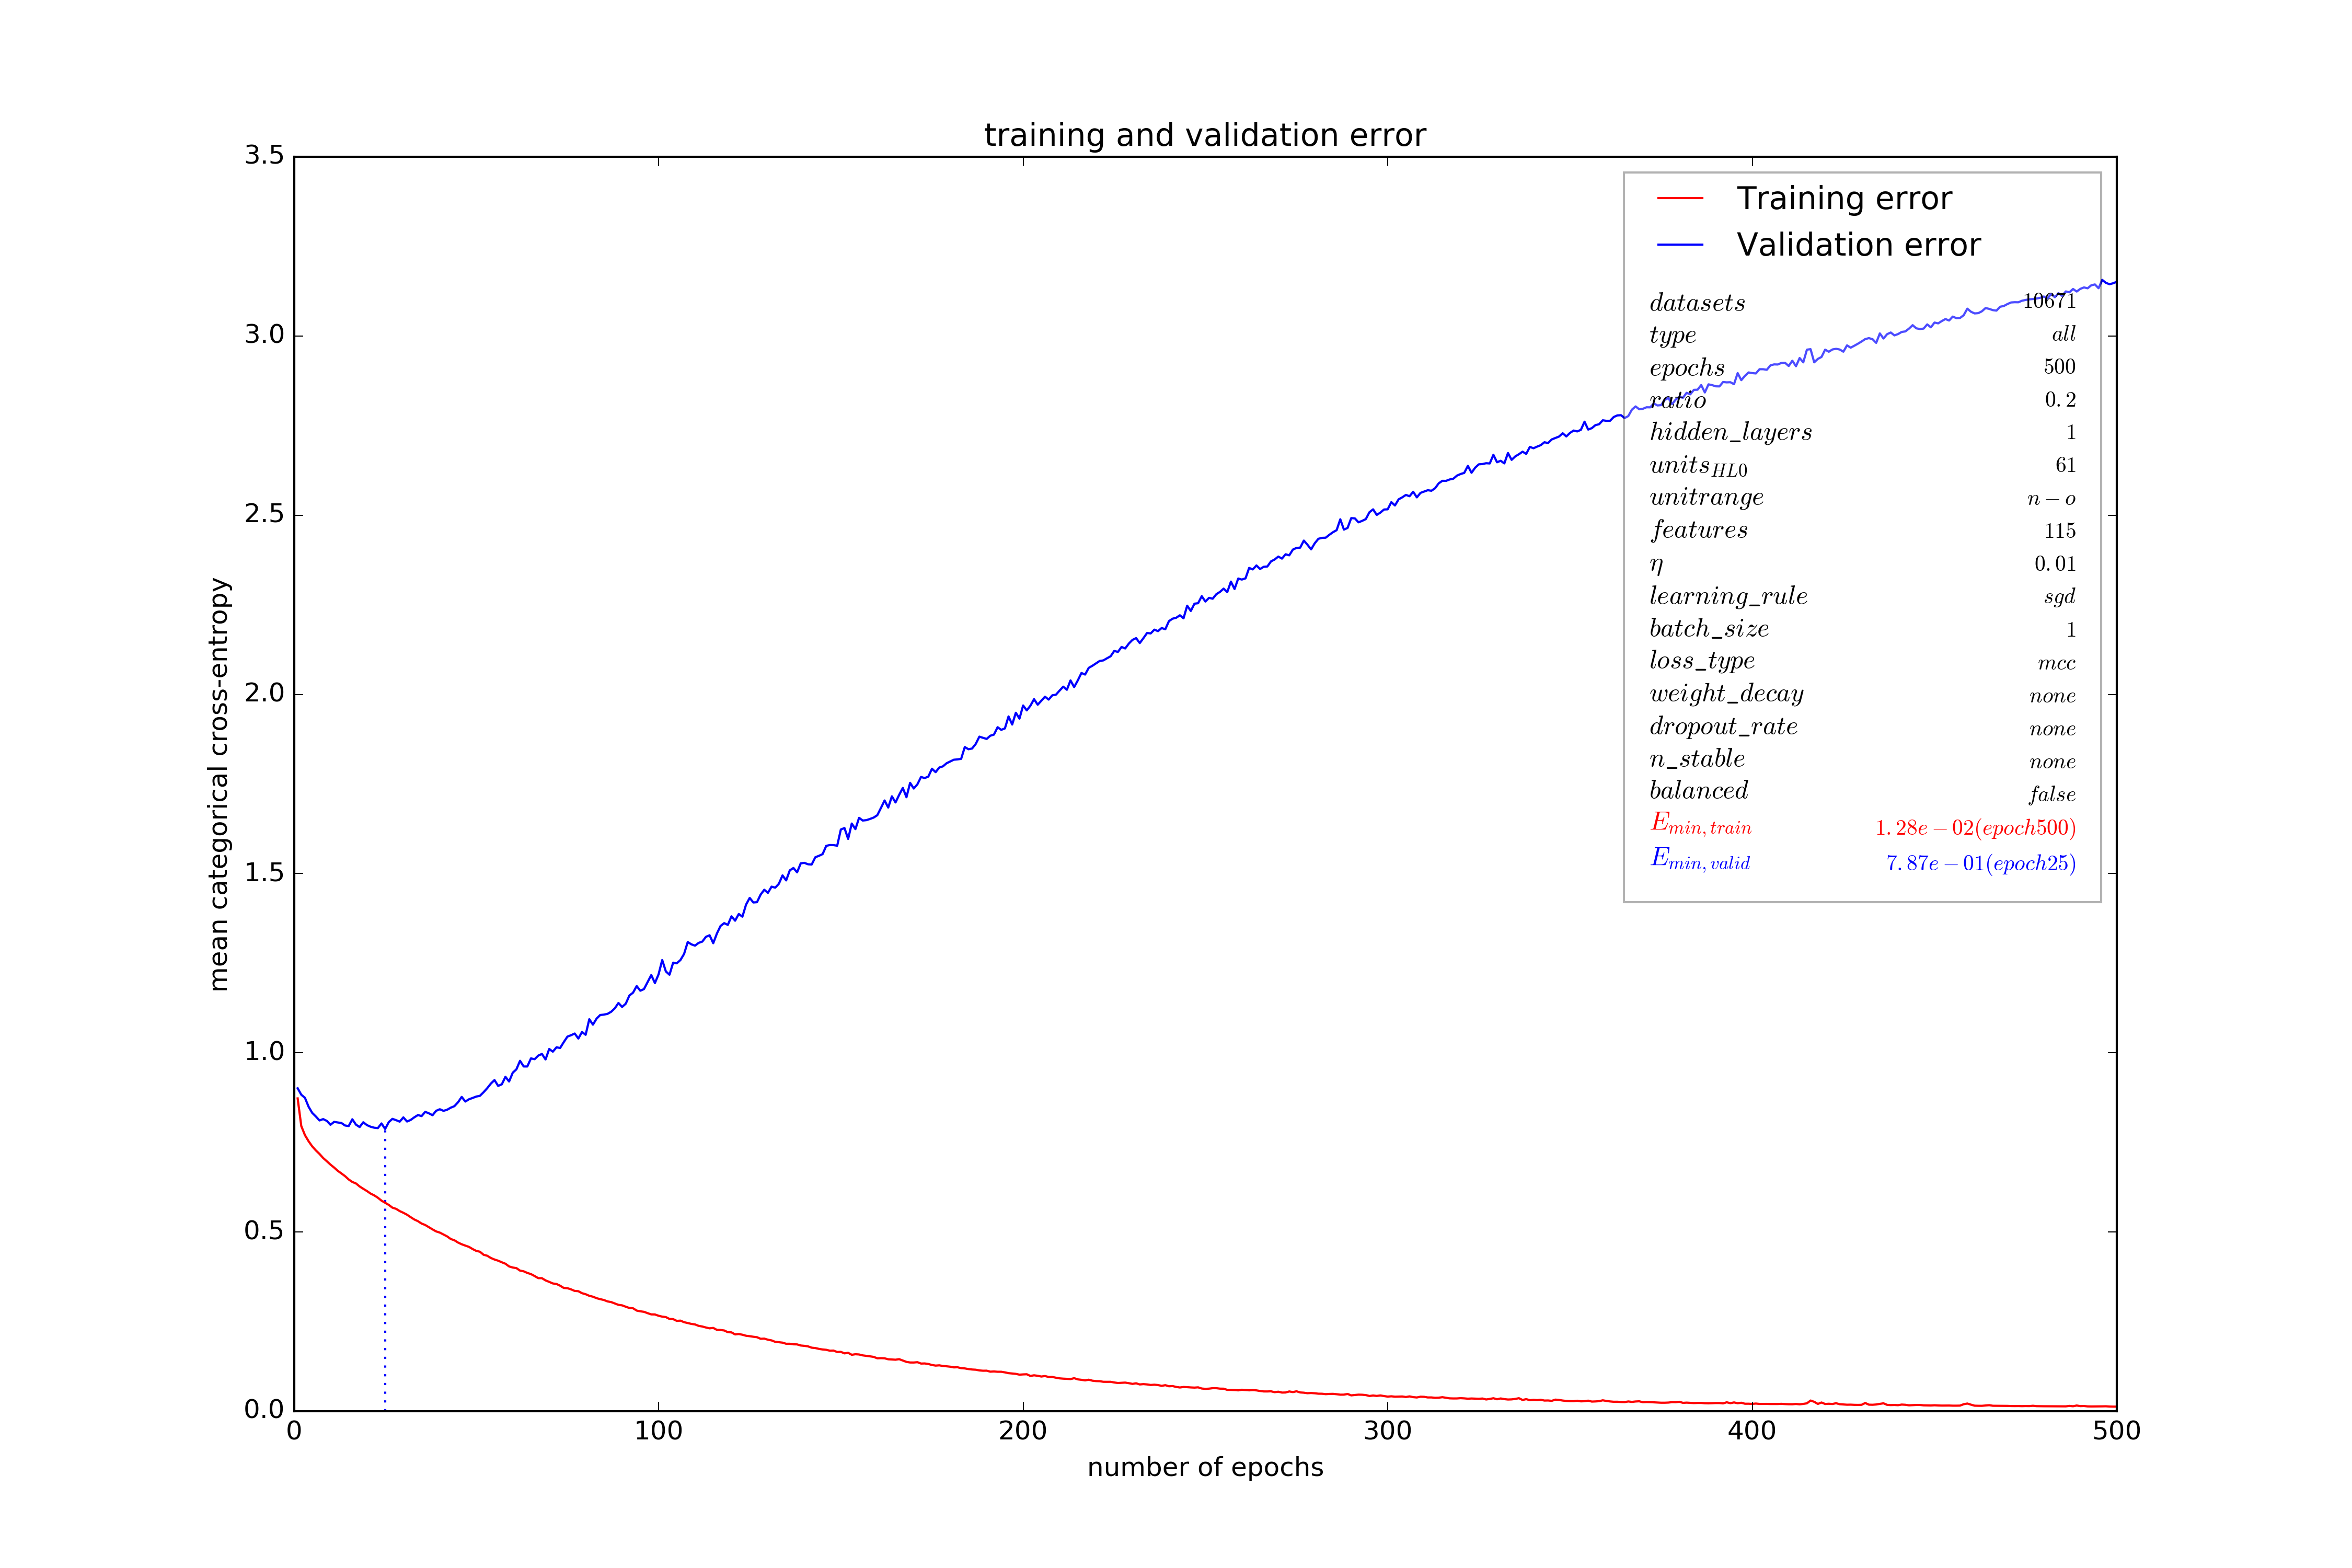 training and validation error
3.5
3.0
2.5
2.0
1.5
1.0
0.5
0.0
mean categorical cross-entropy
Training error
Validation error
datasets 10671
type all
epochs 500
ratio 0.2
hidden_layers 1
units_HL0 61
unitrange n − o
features 115
η 0.01
learning_rule sgd
batch_size 1
loss_type mcc
weight_decay none
dropout_rate none
n_stable none
balanced false
E_min,train 1.28e − 02(epoch500)
E_min,valid 7.87e − 01(epoch25)
0 100 200 300 400 500
number of epochs